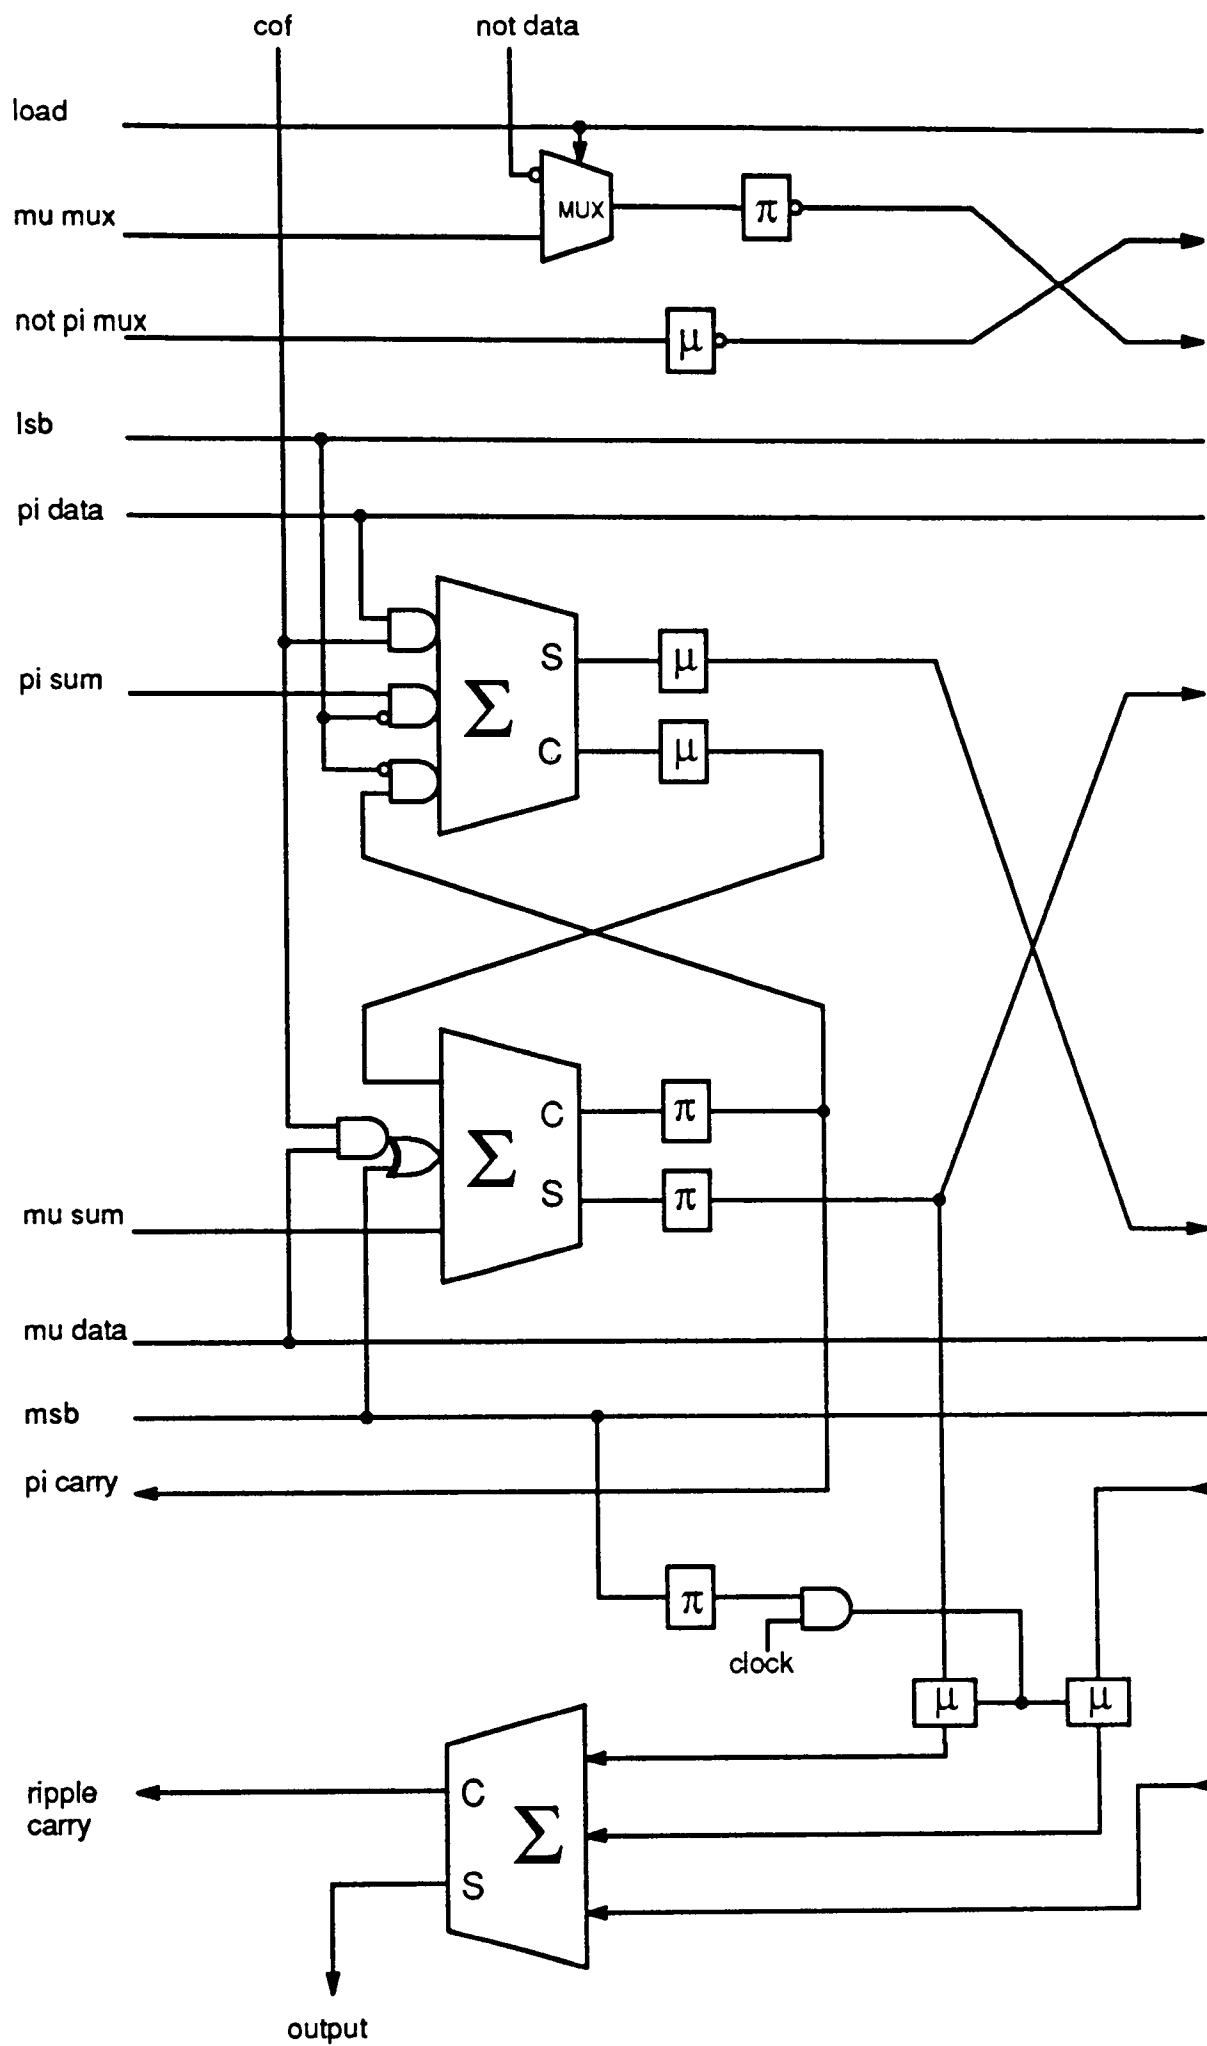 cof
not data
load
MUX
π
mu mux
not pi mux
μ
lsb
pi data
S
μ
pi sum
Σ
C
μ
C
π
Σ
S
π
mu sum
mu data
msb
pi carry
π
clock
μ
μ
ripple
carry
C
Σ
S
output